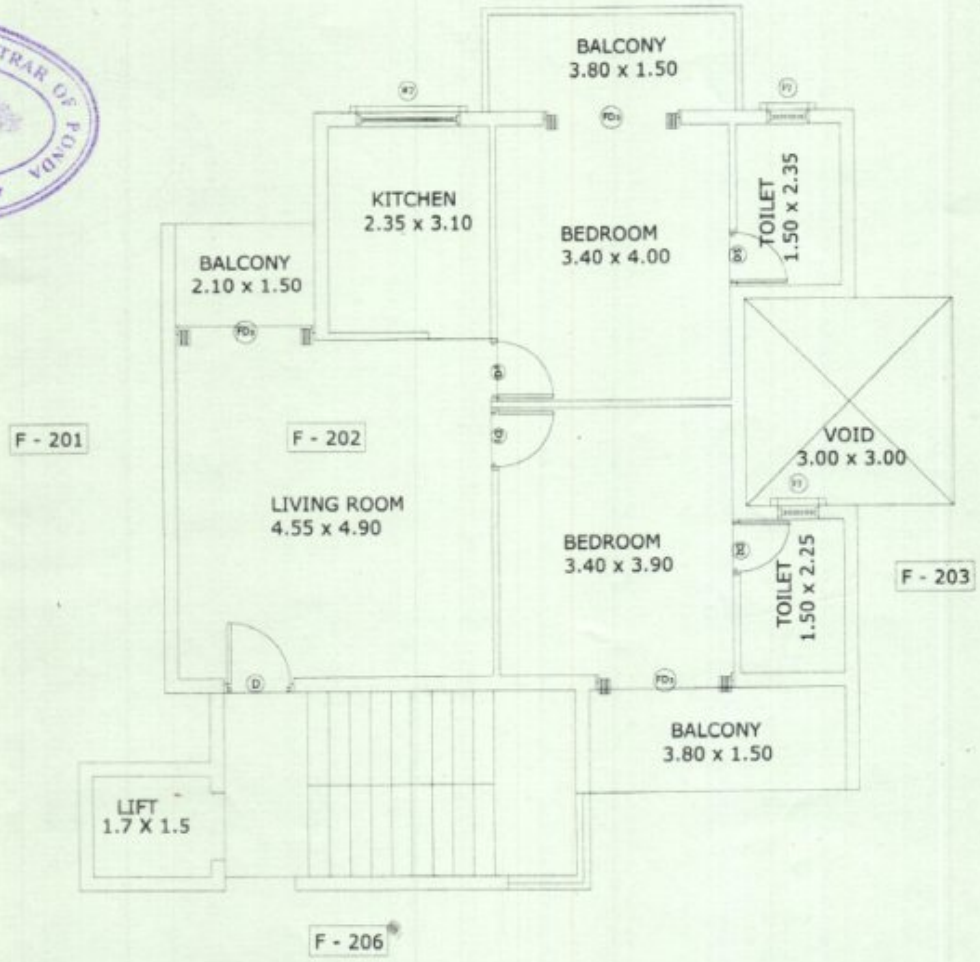 TRAR OF PONDA
BALCONY
3.80 x 1.50
KITCHEN
2.35 x 3.10
BEDROOM
3.40 x 4.00
TOILET
1.50 x 2.35
BALCONY
2.10 x 1.50
F - 201
F - 202
LIVING ROOM
4.55 x 4.90
VOID
3.00 x 3.00
BEDROOM
3.40 x 3.90
TOILET
1.50 x 2.25
F - 203
D
BALCONY
3.80 x 1.50
LIFT
1.7 X 1.5
F - 206